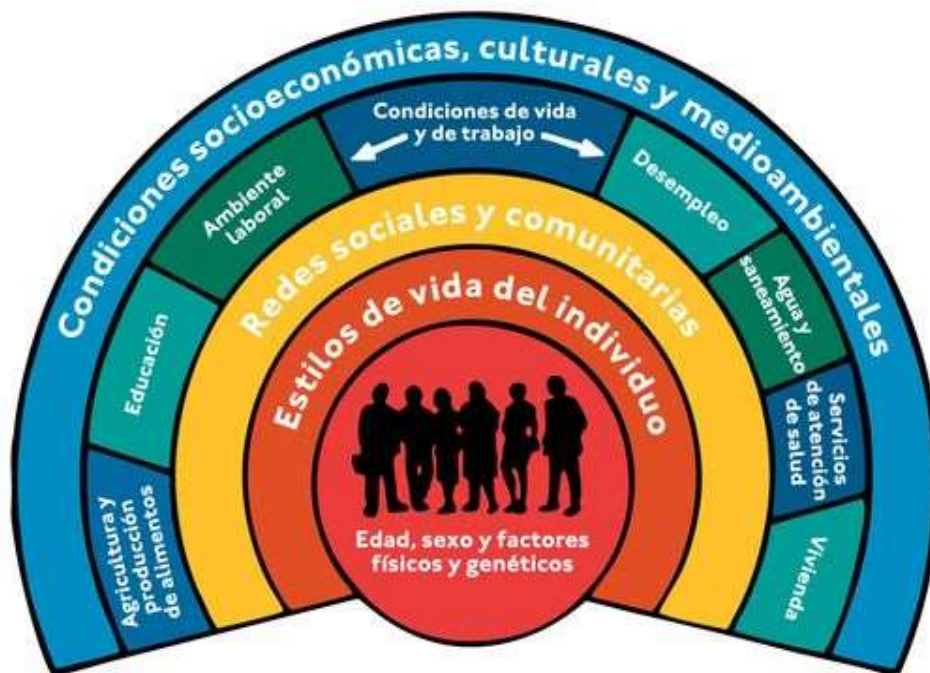 Condiciones socioeconómicas, culturales y medioambientales
Condiciones de vida
y de trabajo
Agricultura y
producción
de alimentos
Educación
Ambiente
laboral
Desempleo
Agua y
saneamiento
Servicios
de atención
de salud
Vivienda
Redes sociales y comunitarias
Estilos de vida del individuo
Edad, sexo y factores
físicos y genéticos